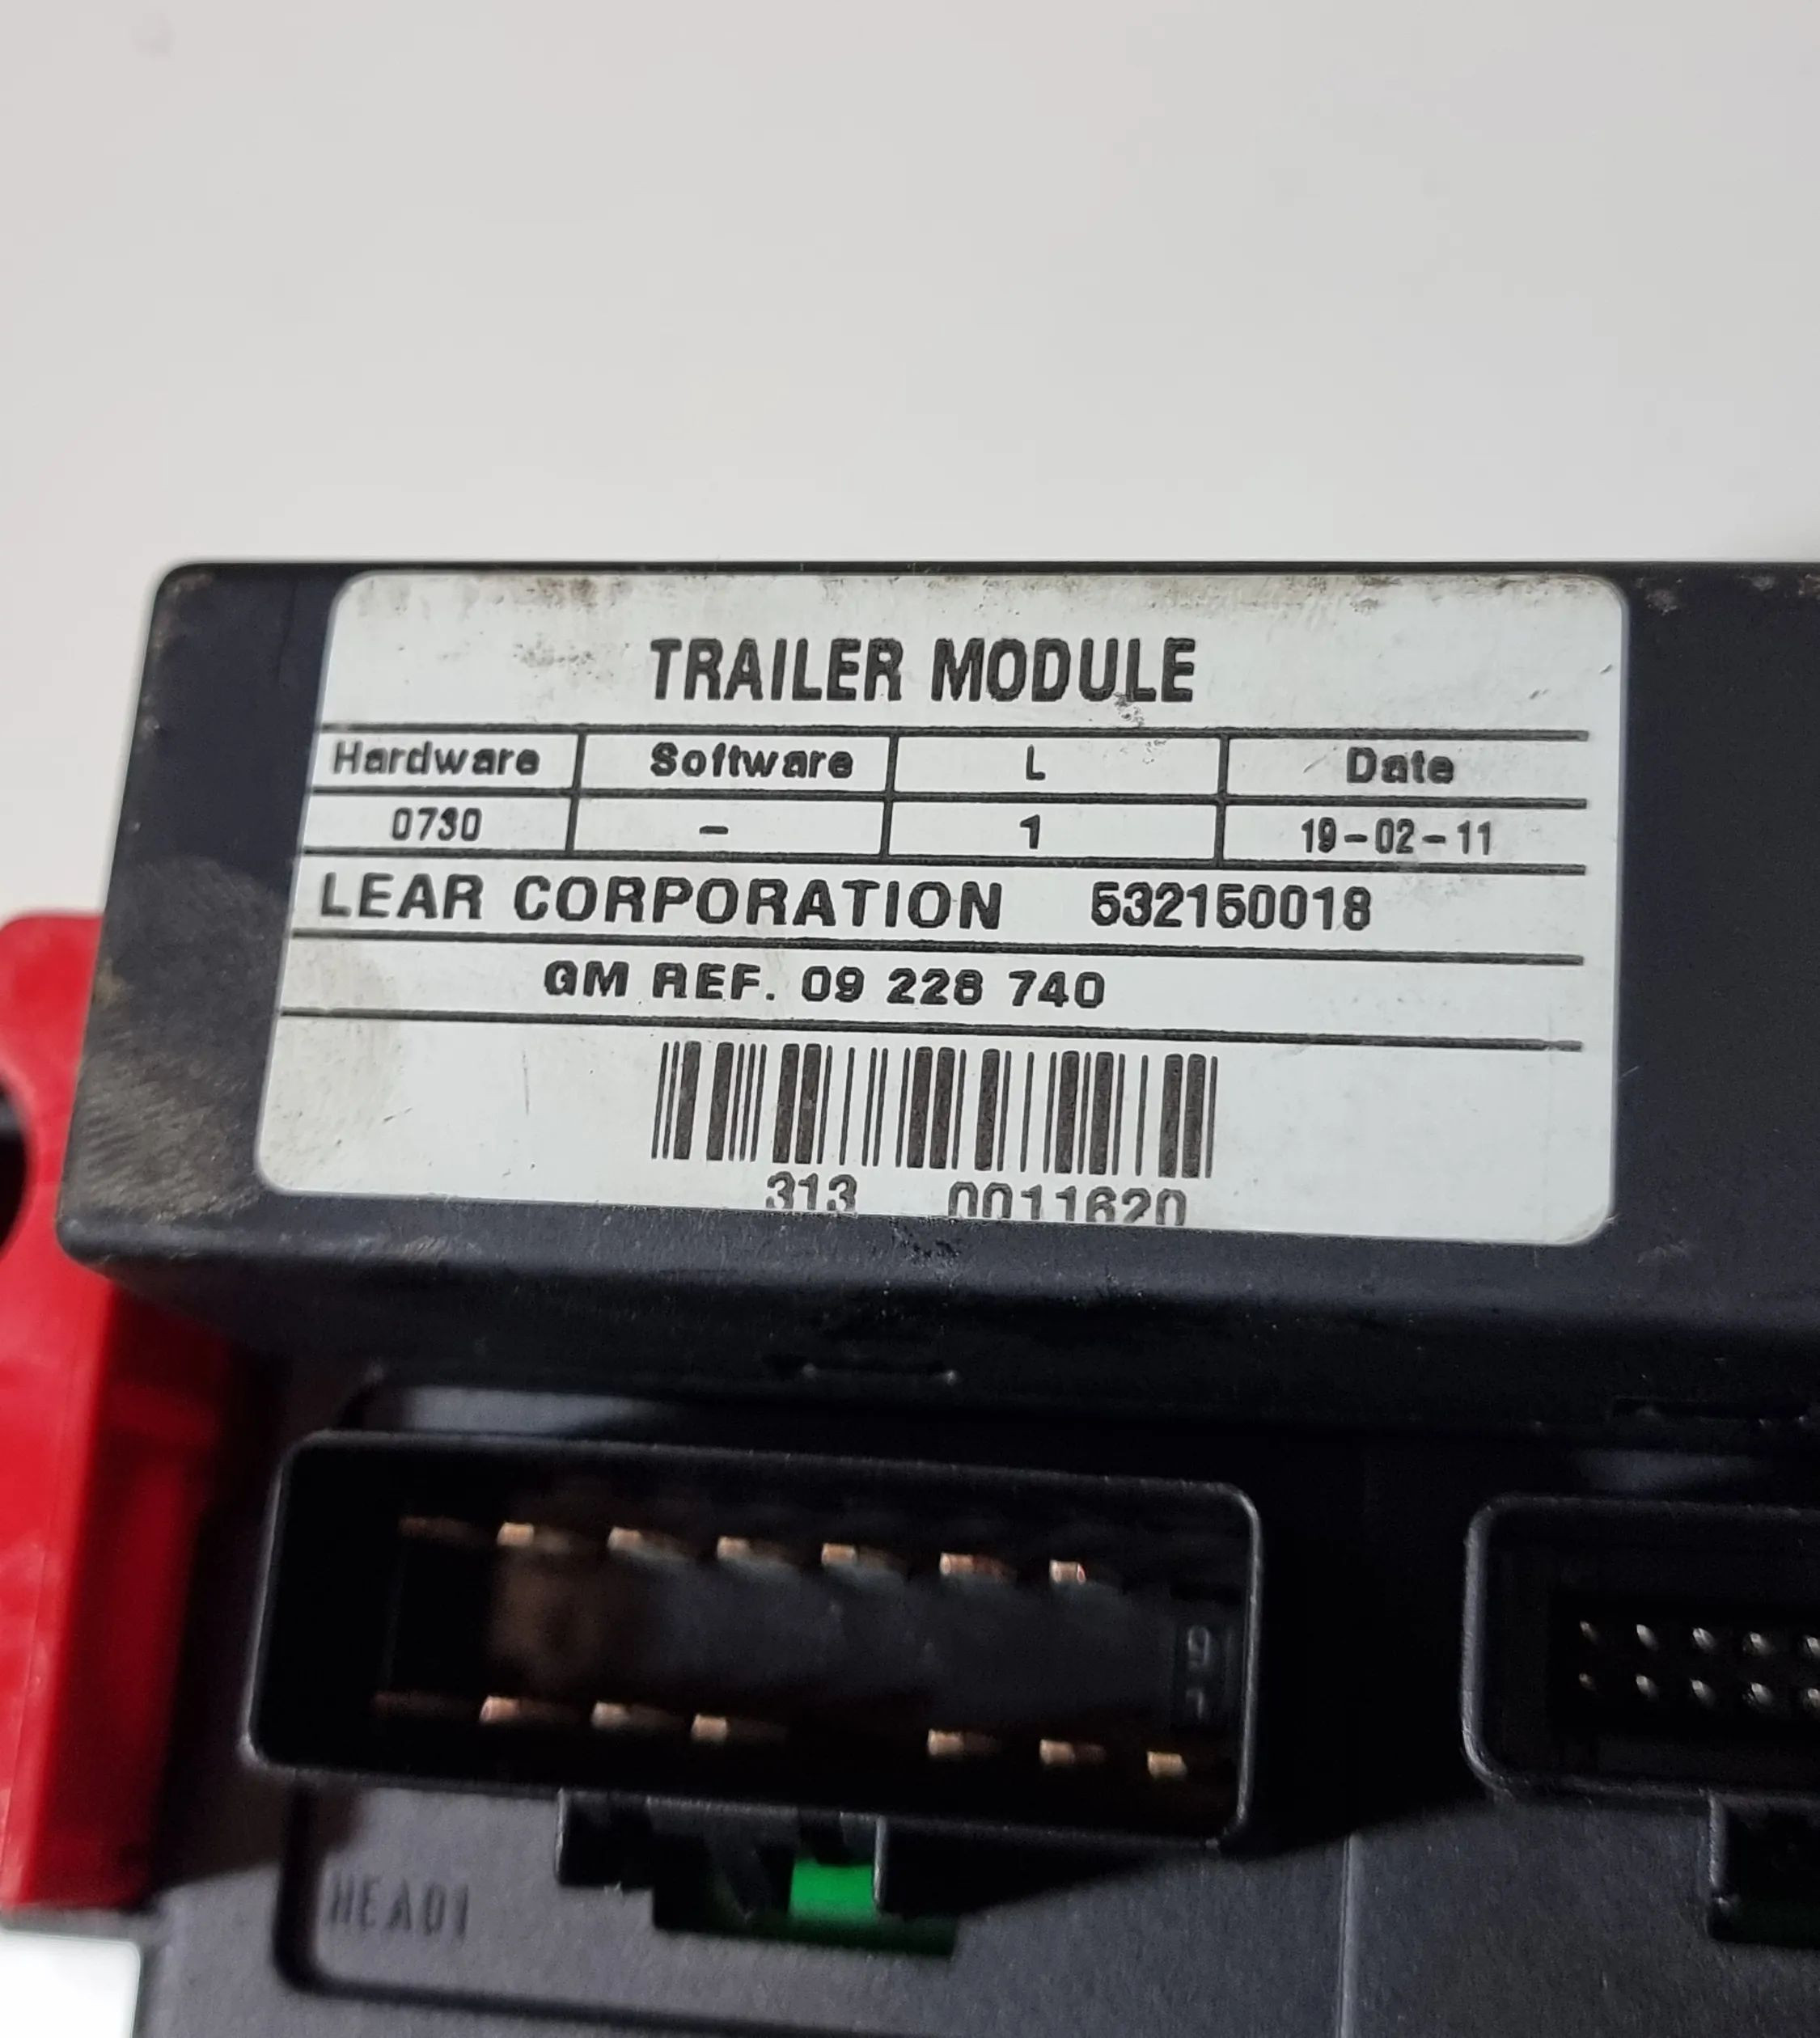 TRAILER MODULE
Hardware Software L Date
0730 - 1 19-02-11
LEAR CORPORATION 532150018
GM REF. 09 228 740
313 0011620
HEAD1